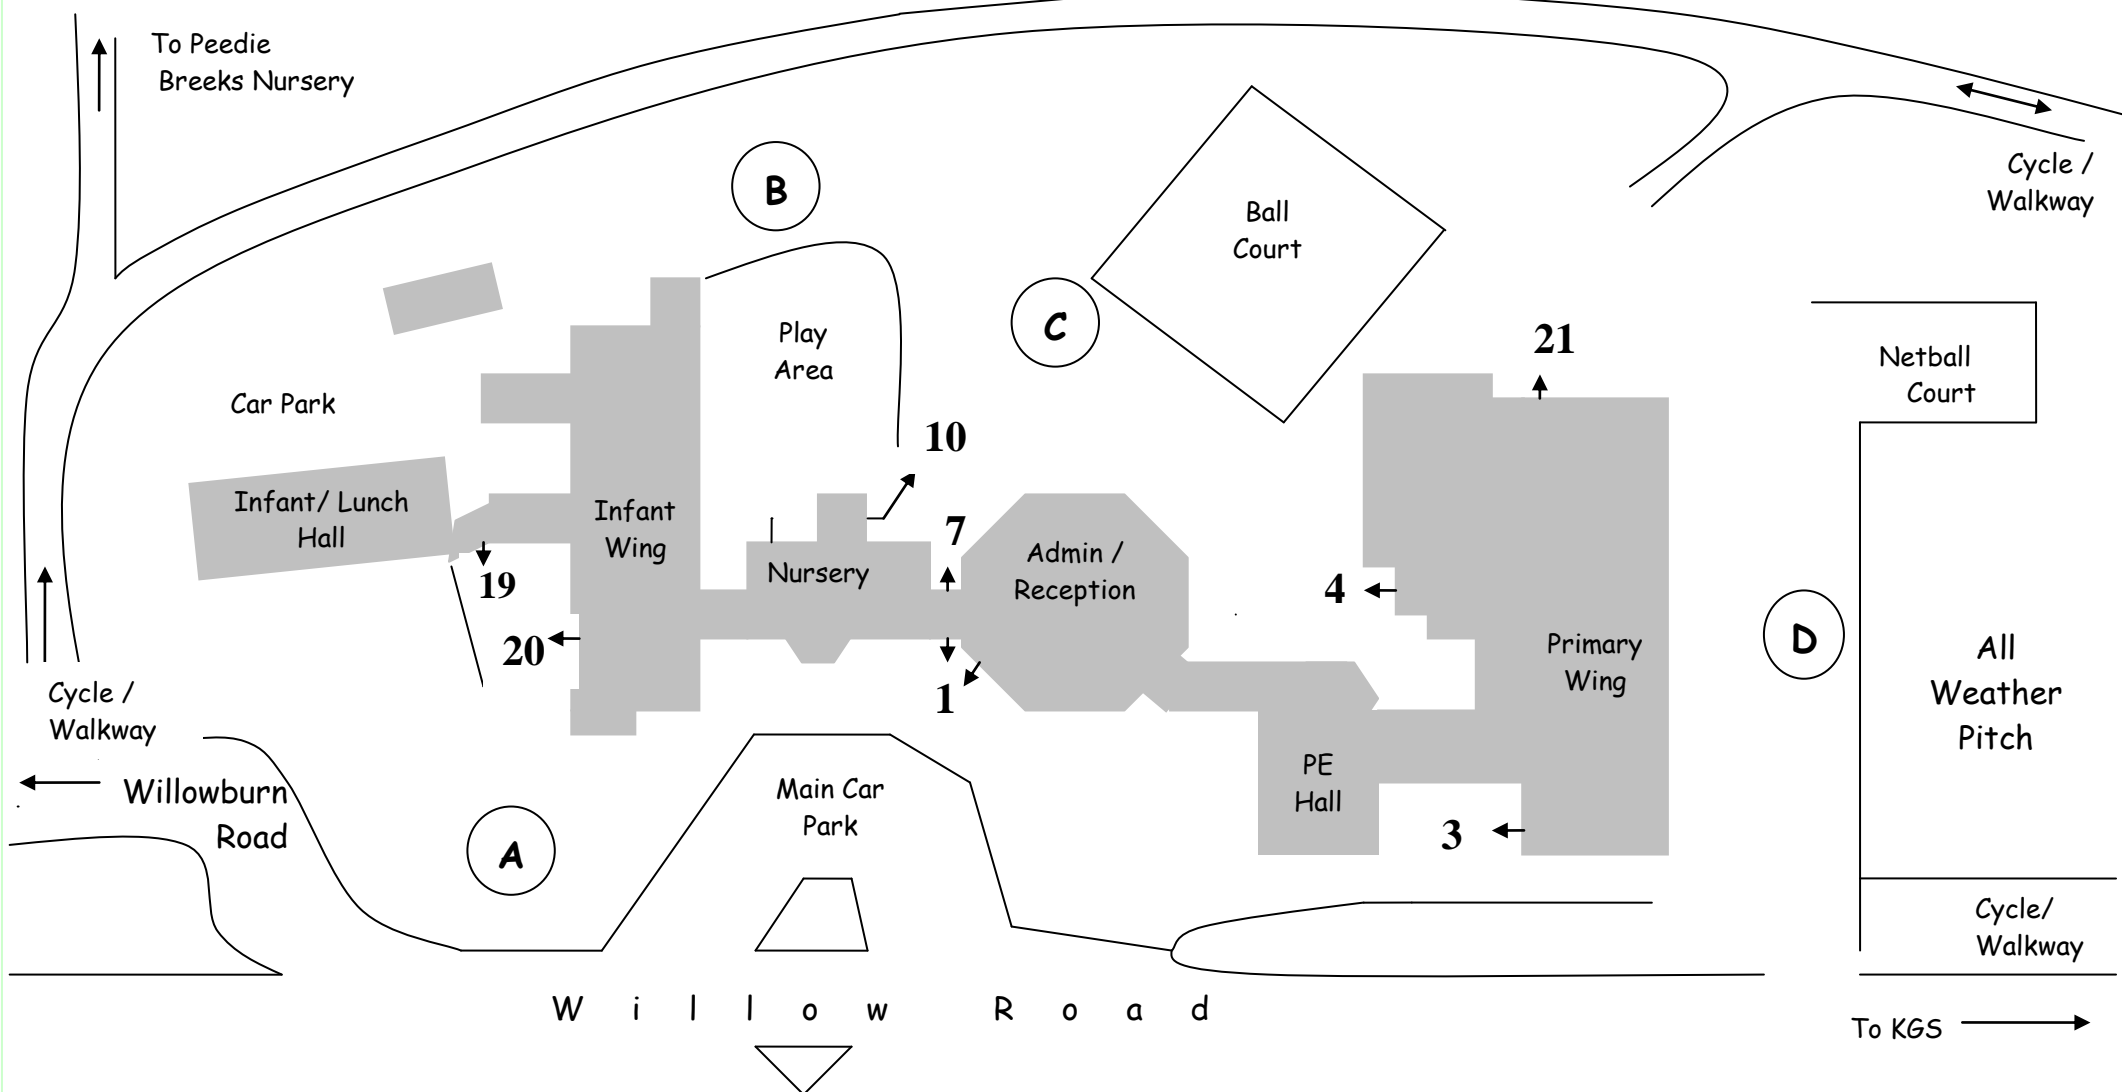 To Peedie
Breeks Nursery
B
Ball
Court
Cycle /
Walkway
C
Play
Area
21
Netball
Court
Car Park
10
Infant/ Lunch
Hall
Infant
Wing
7
Admin /
Reception
Nursery
19
4
20
1
Primary
Wing
D
All
Weather
Pitch
Cycle /
Walkway
Willowburn
Road
Main Car
Park
PE
Hall
3
A
Cycle/
Walkway
Willow Road
To KGS